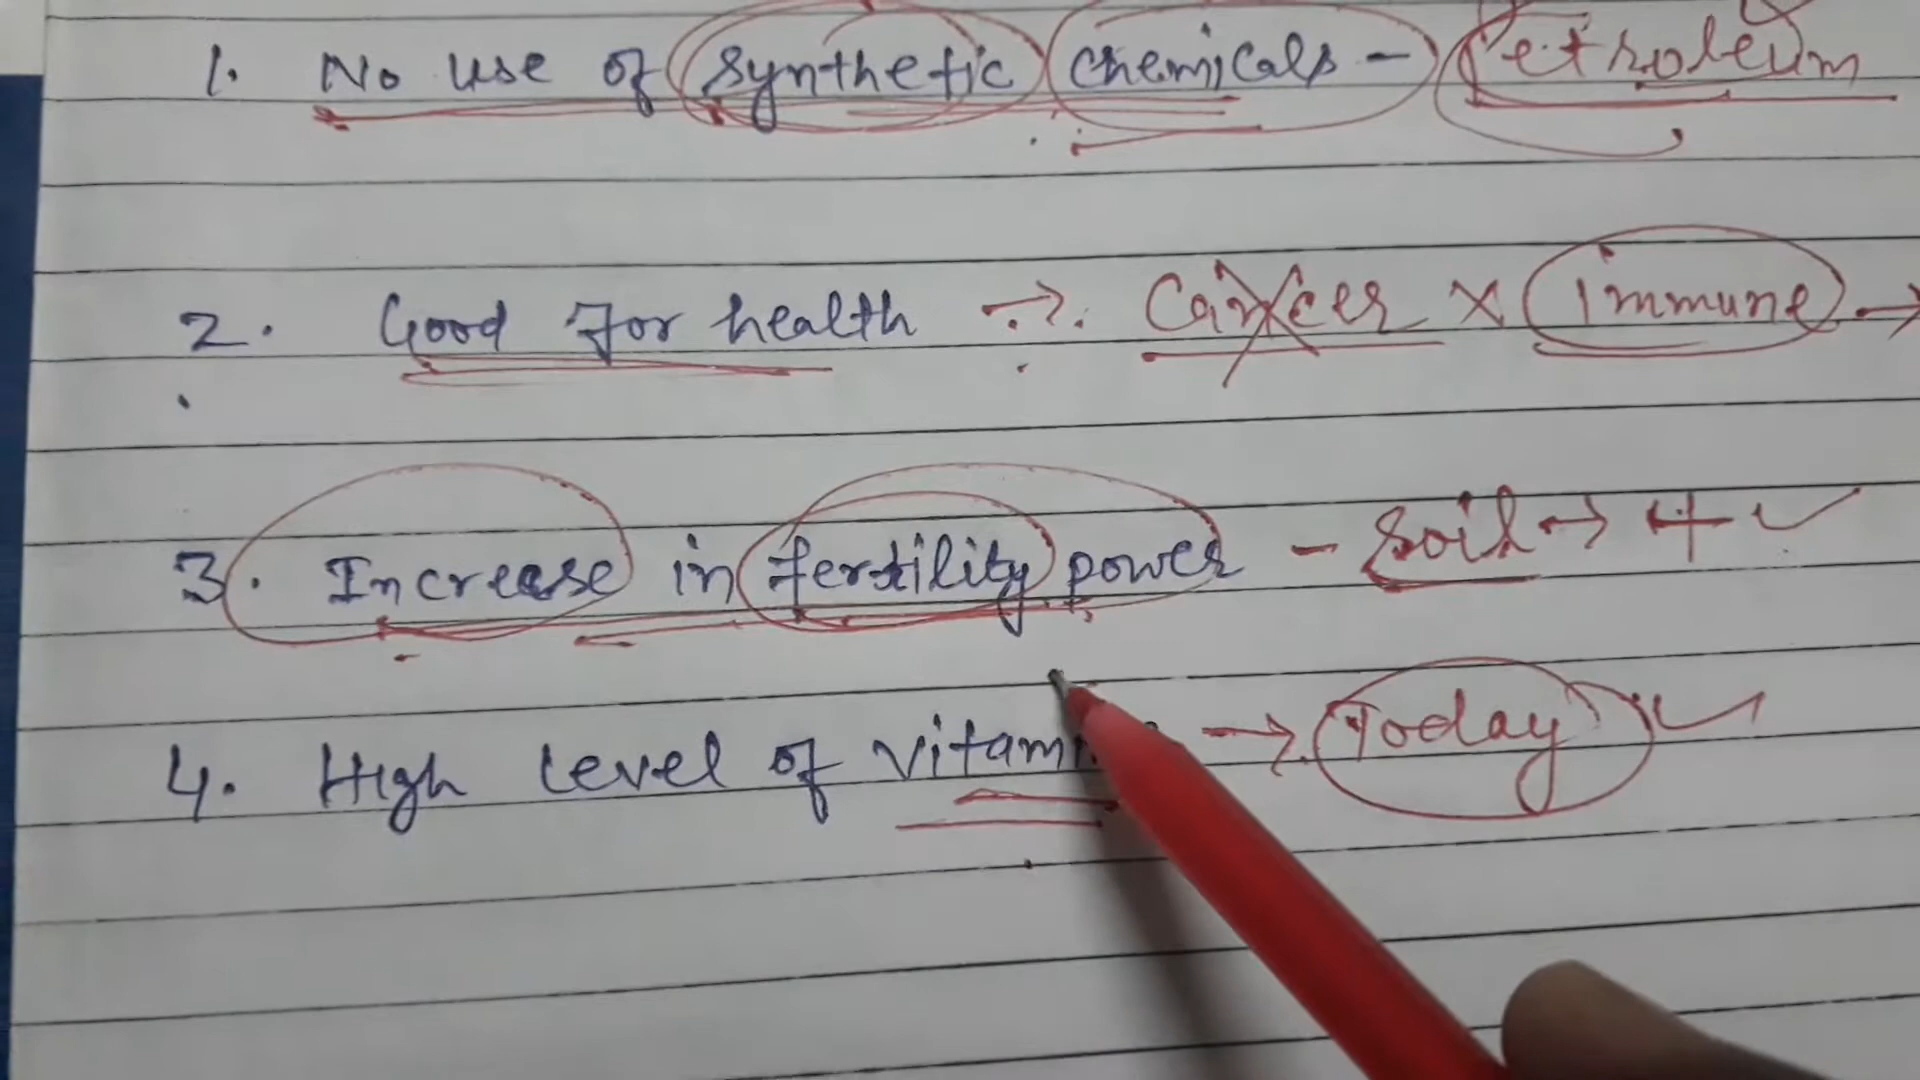 1. No use of synthetic chemicals - Petroleum
2. Good for health → Cancer × immune →
3. Increase in fertility power - Soil → + ✓
4. High level of → Today ✓